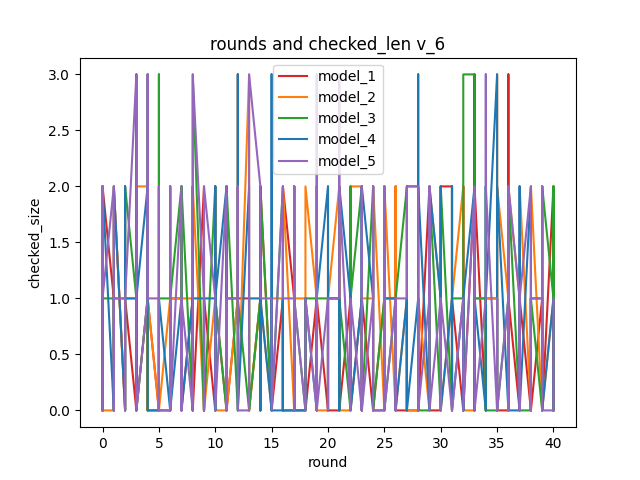 rounds and checked_len v_6
3.0
2.5
2.0
1.5
1.0
0.5
0.0
checked_size
model_1
model_2
model_3
model_4
model_5
0 5 10 15 20 25 30 35 40
round